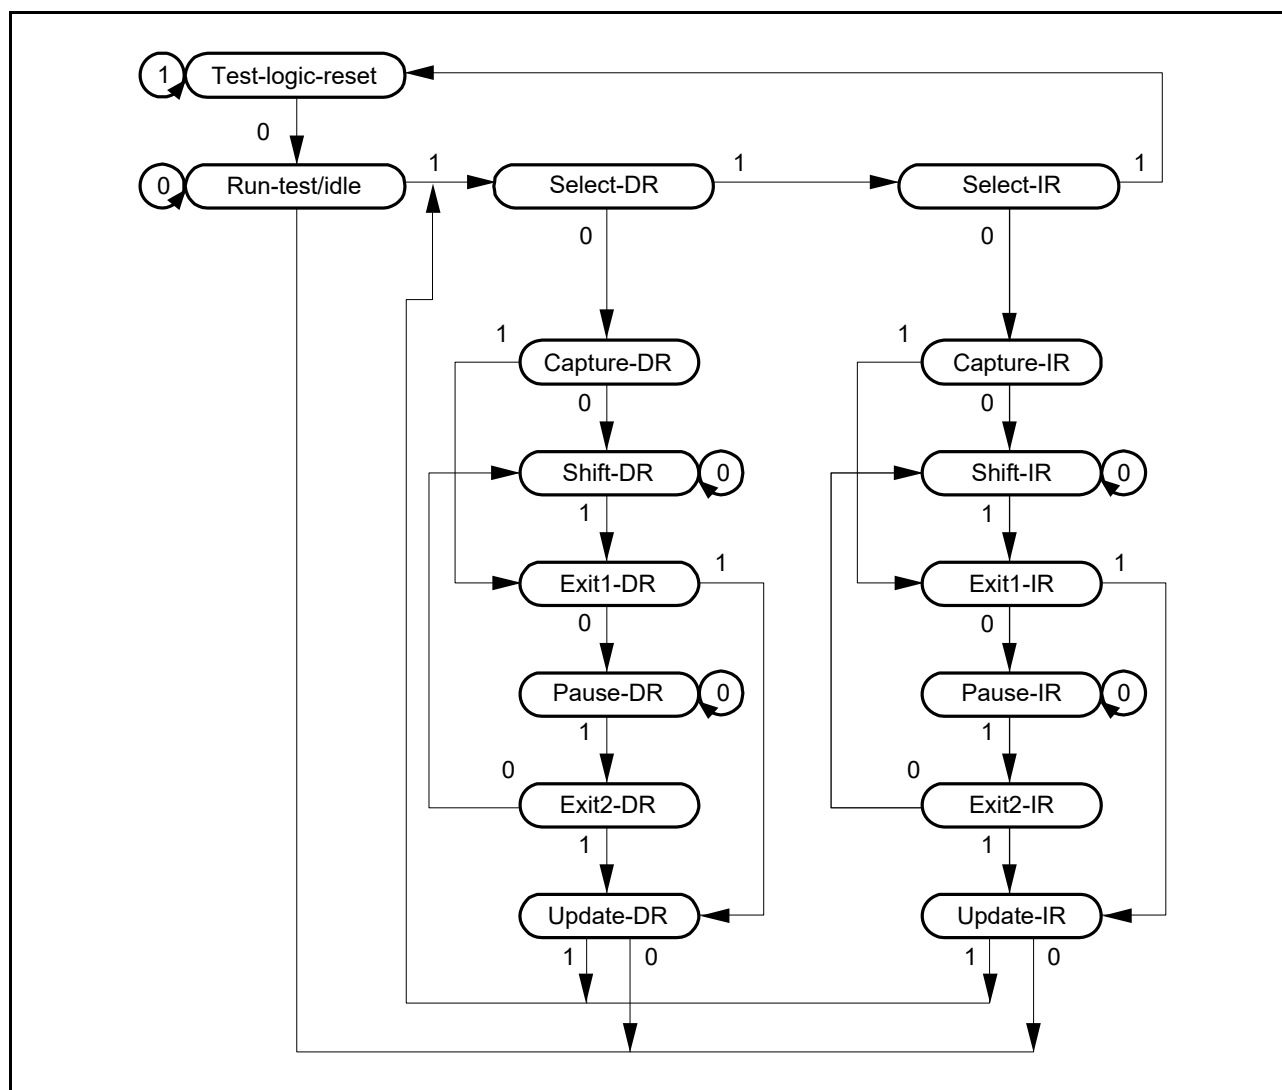 1 Test-logic-reset
0
0 Run-test/idle 1 Select-DR 1 Select-IR 1
0 0
1 1
Capture-DR Capture-IR
0 0
Shift-DR 0 Shift-IR 0
1 1
Exit1-DR 1 Exit1-IR 1
0 0
Pause-DR 0 Pause-IR 0
1 1
0 0
Exit2-DR Exit2-IR
1 1
Update-DR Update-IR
1 0 1 0